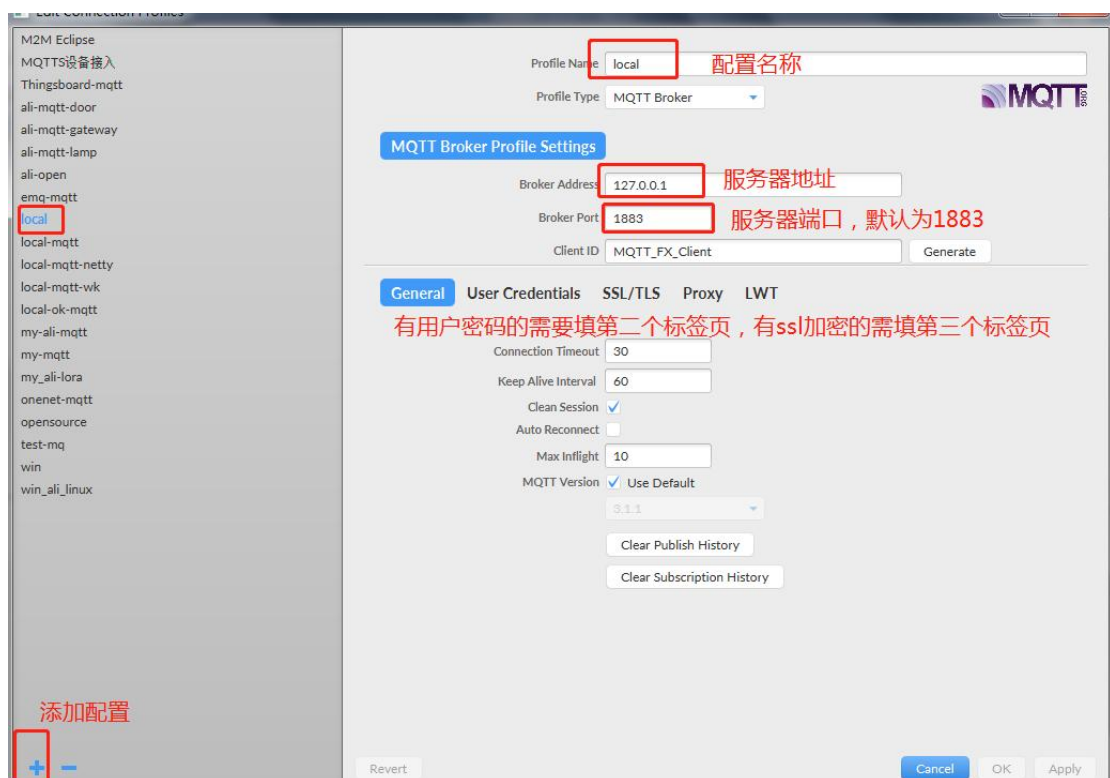 Edit Connection Profiles
M2M Eclipse
MQTTS设备接入
Thingsboard-mqtt
ali-mqtt-door
ali-mqtt-gateway
ali-mqtt-lamp
ali-open
emq-mqtt
local
local-mqtt
local-mqtt-netty
local-mqtt-wk
local-ok-mqtt
my-ali-mqtt
my-mqtt
my_ali-lora
onenet-mqtt
opensource
test-mq
win
win_ali_linux
添加配置
Profile Name local 配置名称
Profile Type MQTT Broker
MQTT.ORG
MQTT Broker Profile Settings
Broker Address 127.0.0.1 服务器地址
Broker Port 1883 服务器端口，默认为1883
Client ID MQTT_FX_Client Generate
General User Credentials SSL/TLS Proxy LWT
有用户密码的需要填第二个标签页，有ssl加密的需填第三个标签页
Connection Timeout 30
Keep Alive Interval 60
Clean Session
Auto Reconnect
Max Inflight 10
MQTT Version Use Default
3.1.1
Clear Publish History
Clear Subscription History
Revert Cancel OK Apply